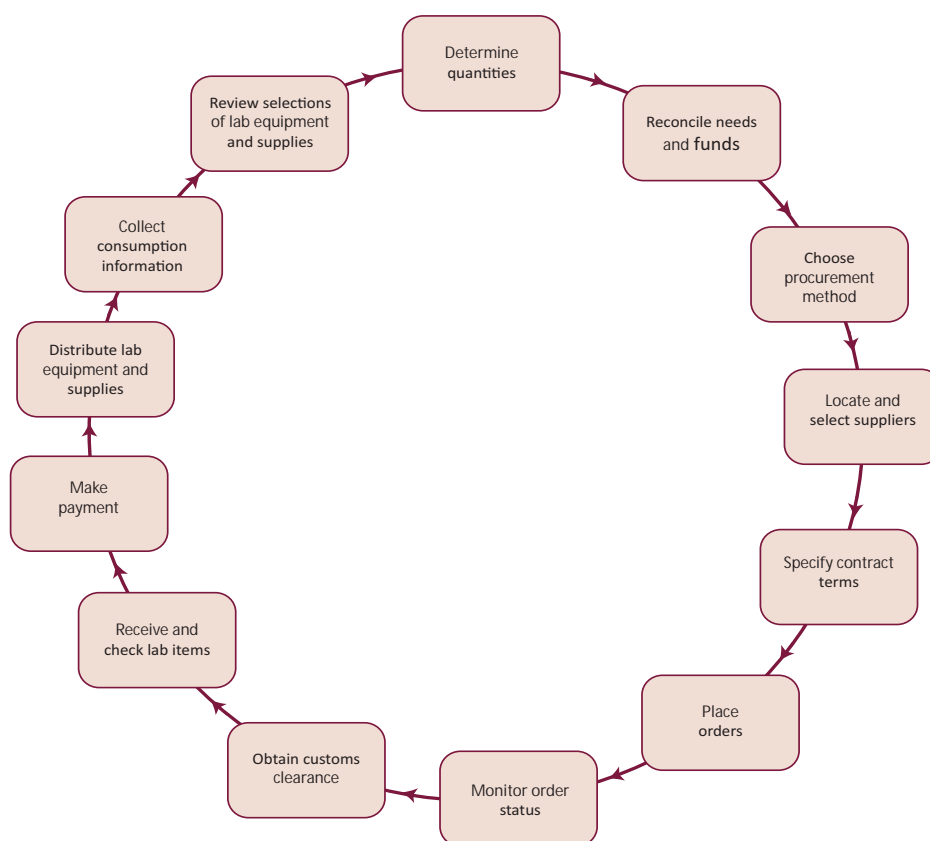 Determine
quantities
Reconcile needs
and funds
Choose
procurement
method
Locate and
select suppliers
Specify contract
terms
Place
orders
Monitor order
status
Obtain customs
clearance
Receive and
check lab items
Make
payment
Distribute lab
equipment and
supplies
Collect
consumption
information
Review selections
of lab equipment
and supplies